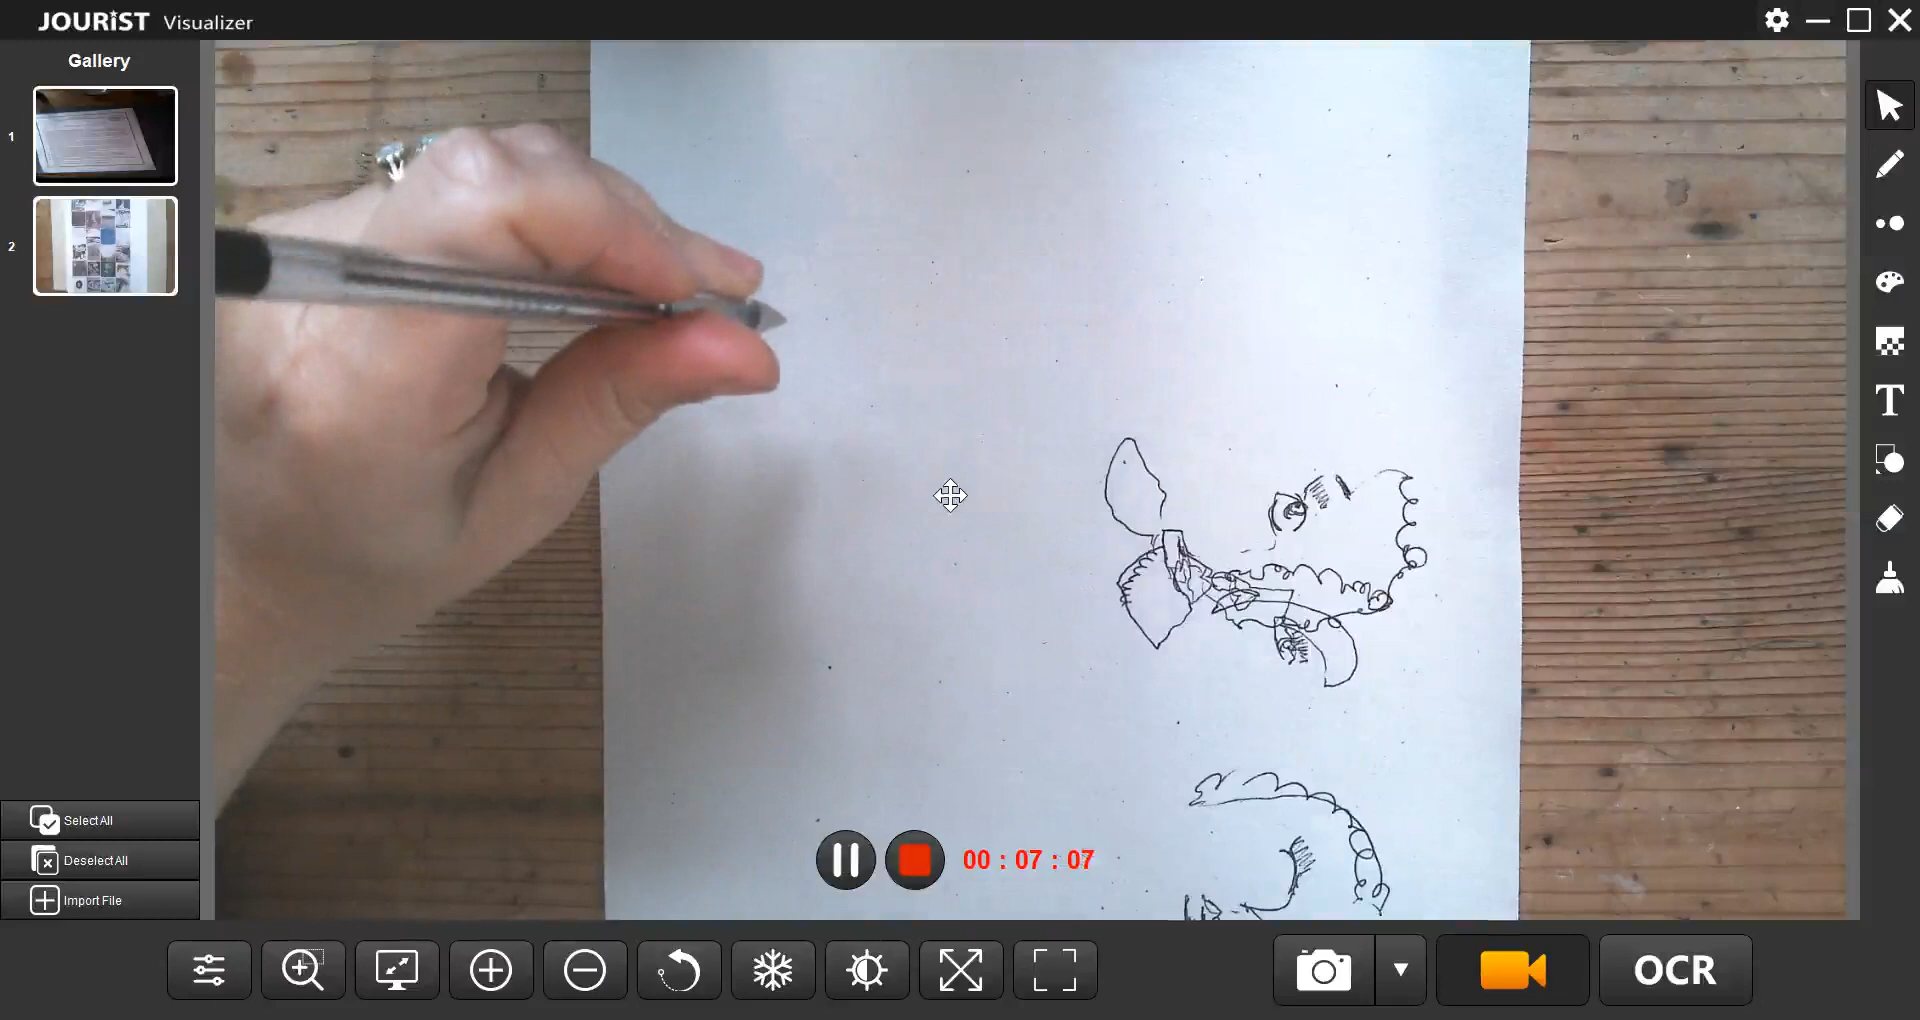 JOURiST Visualizer
Gallery
1
2
Select All
Deselect All
Import File
00 : 07 : 07
T
OCR